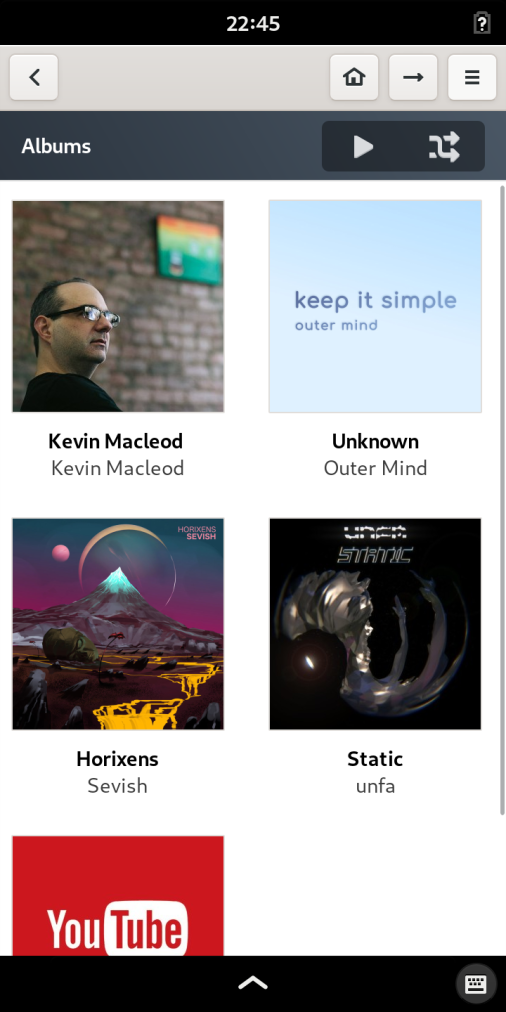 22:45
Albums
keep it simple
outer mind
Kevin Macleod
Kevin Macleod
Unknown
Outer Mind
HORIXENS
SEVISH
unfa
STATIC
Horixens
Sevish
Static
unfa
YouTube